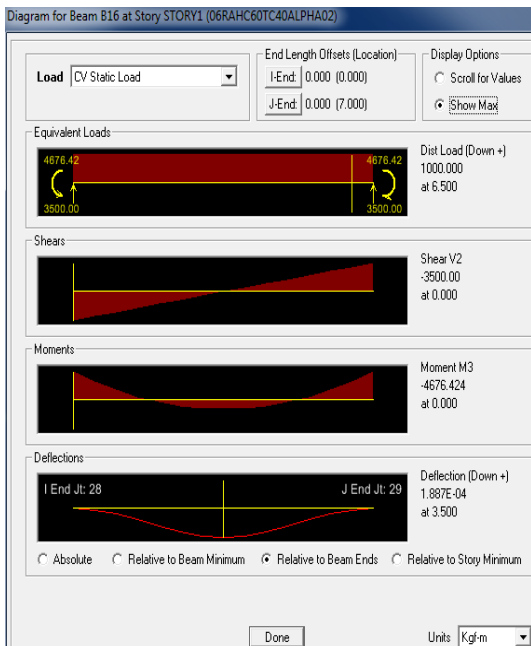 Diagram for Beam B16 at Story STORY1 (06RAHC60TC40ALPHA02)
Load CV Static Load
End Length Offsets (Location)
I-End: 0.000 (0.000)
J-End: 0.000 (7.000)
Display Options
Scroll for Values
Show Max
Equivalent Loads
4676.42 4676.42
3500.00 3500.00
Dist Load (Down +)
1000.000
at 6.500
Shears
Shear V2
-3500.00
at 0.000
Moments
Moment M3
-4676.424
at 0.000
Deflections
I End Jt: 28 J End Jt: 29
Deflection (Down +)
1.887E-04
at 3.500
Absolute Relative to Beam Minimum Relative to Beam Ends Relative to Story Minimum
Done Units Kgf-m